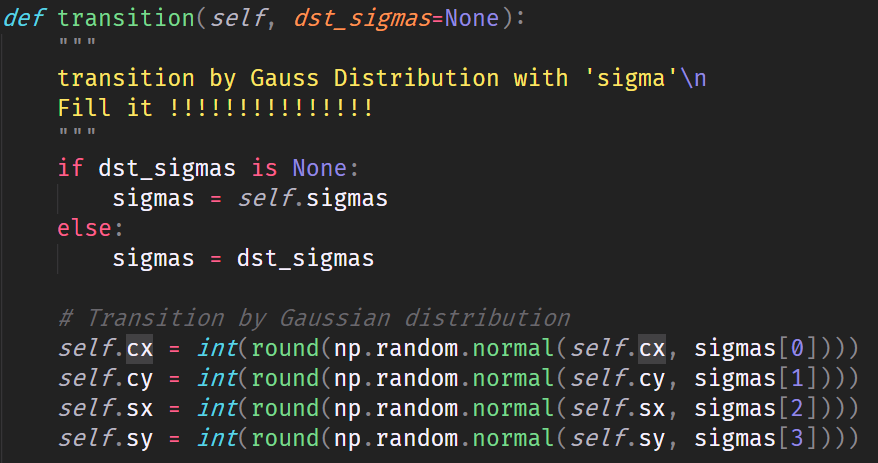 def transition(self, dst_sigmas=None):
    """
    transition by Gauss Distribution with 'sigma'\n
    Fill it !!!!!!!!!!!!!!!
    """
    if dst_sigmas is None:
        sigmas = self.sigmas
    else:
        sigmas = dst_sigmas

    # Transition by Gaussian distribution
    self.cx = int(round(np.random.normal(self.cx, sigmas[0])))
    self.cy = int(round(np.random.normal(self.cy, sigmas[1])))
    self.sx = int(round(np.random.normal(self.sx, sigmas[2])))
    self.sy = int(round(np.random.normal(self.sy, sigmas[3])))